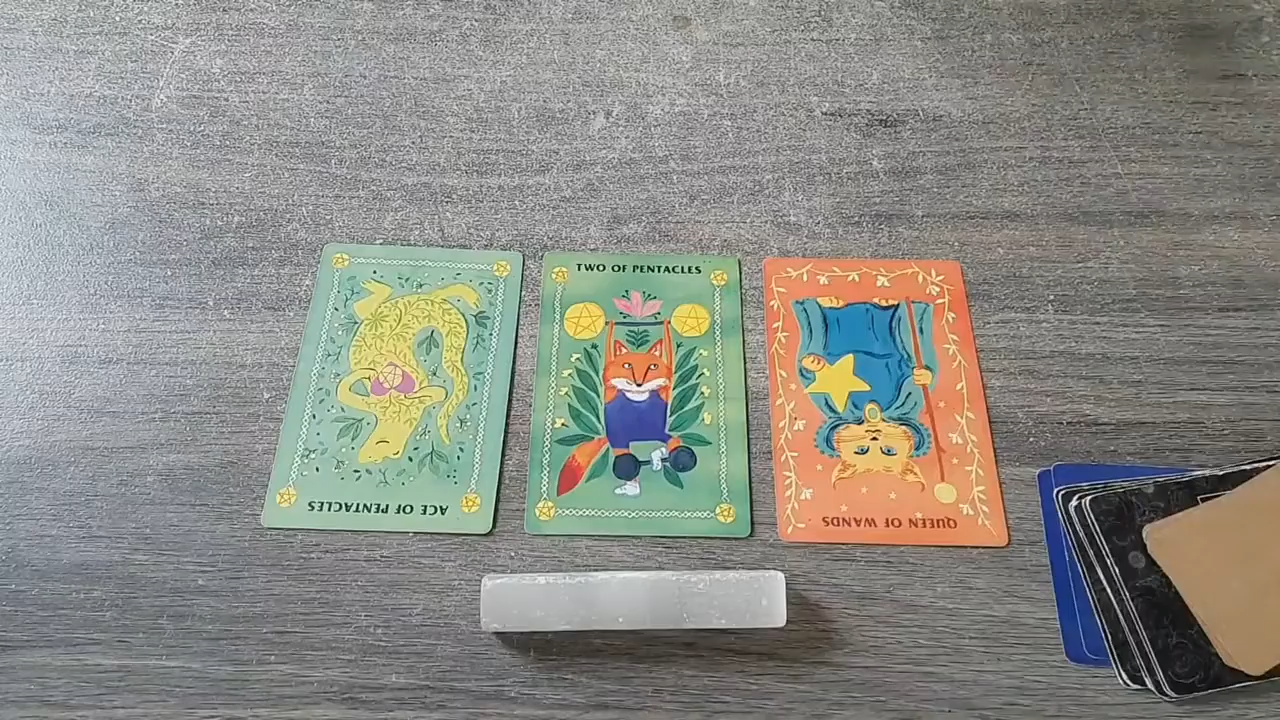 ACE OF PENTACLES
TWO OF PENTACLES
QUEEN OF WANDS